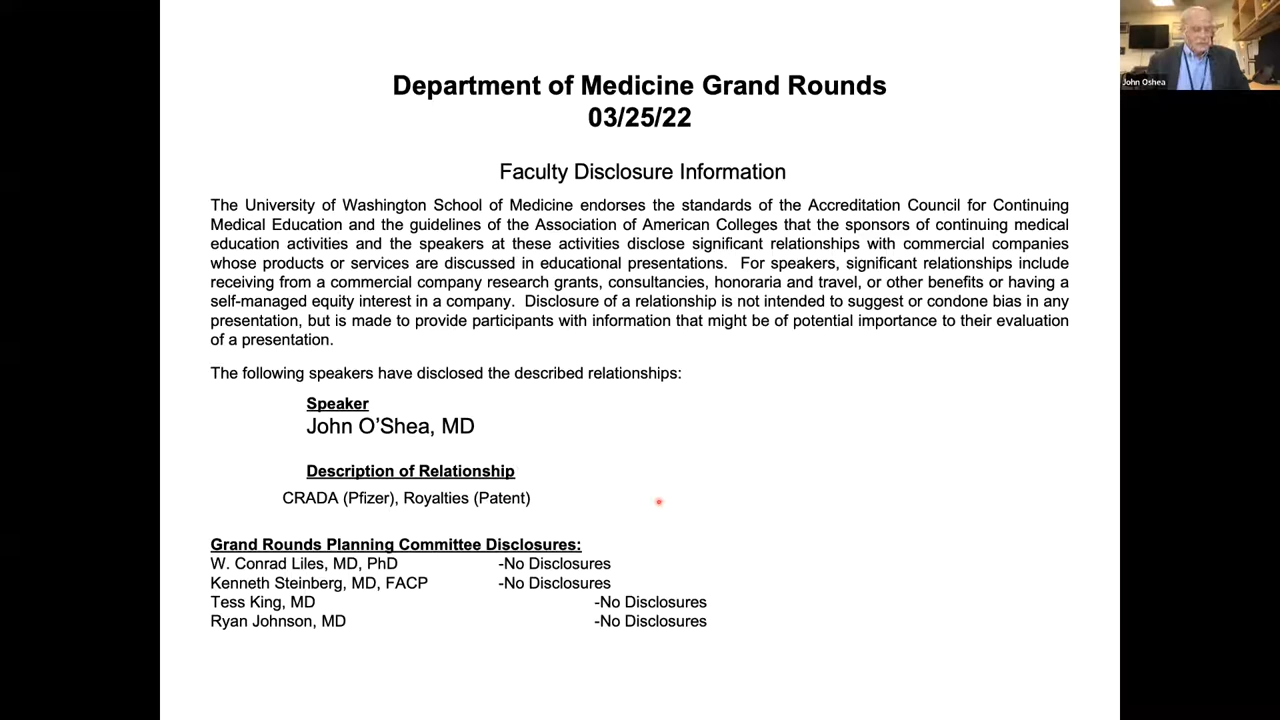 Department of Medicine Grand Rounds
03/25/22
John Oshea
Faculty Disclosure Information
The University of Washington School of Medicine endorses the standards of the Accreditation Council for Continuing
Medical Education and the guidelines of the Association of American Colleges that the sponsors of continuing medical
education activities and the speakers at these activities disclose significant relationships with commercial companies
whose products or services are discussed in educational presentations.  For speakers, significant relationships include
receiving from a commercial company research grants, consultancies, honoraria and travel, or other benefits or having a
self-managed equity interest in a company.  Disclosure of a relationship is not intended to suggest or condone bias in any
presentation, but is made to provide participants with information that might be of potential importance to their evaluation
of a presentation.
The following speakers have disclosed the described relationships:
Speaker
John O'Shea, MD
Description of Relationship
CRADA (Pfizer), Royalties (Patent)
Grand Rounds Planning Committee Disclosures:
W. Conrad Liles, MD, PhD -No Disclosures
Kenneth Steinberg, MD, FACP -No Disclosures
Tess King, MD -No Disclosures
Ryan Johnson, MD -No Disclosures